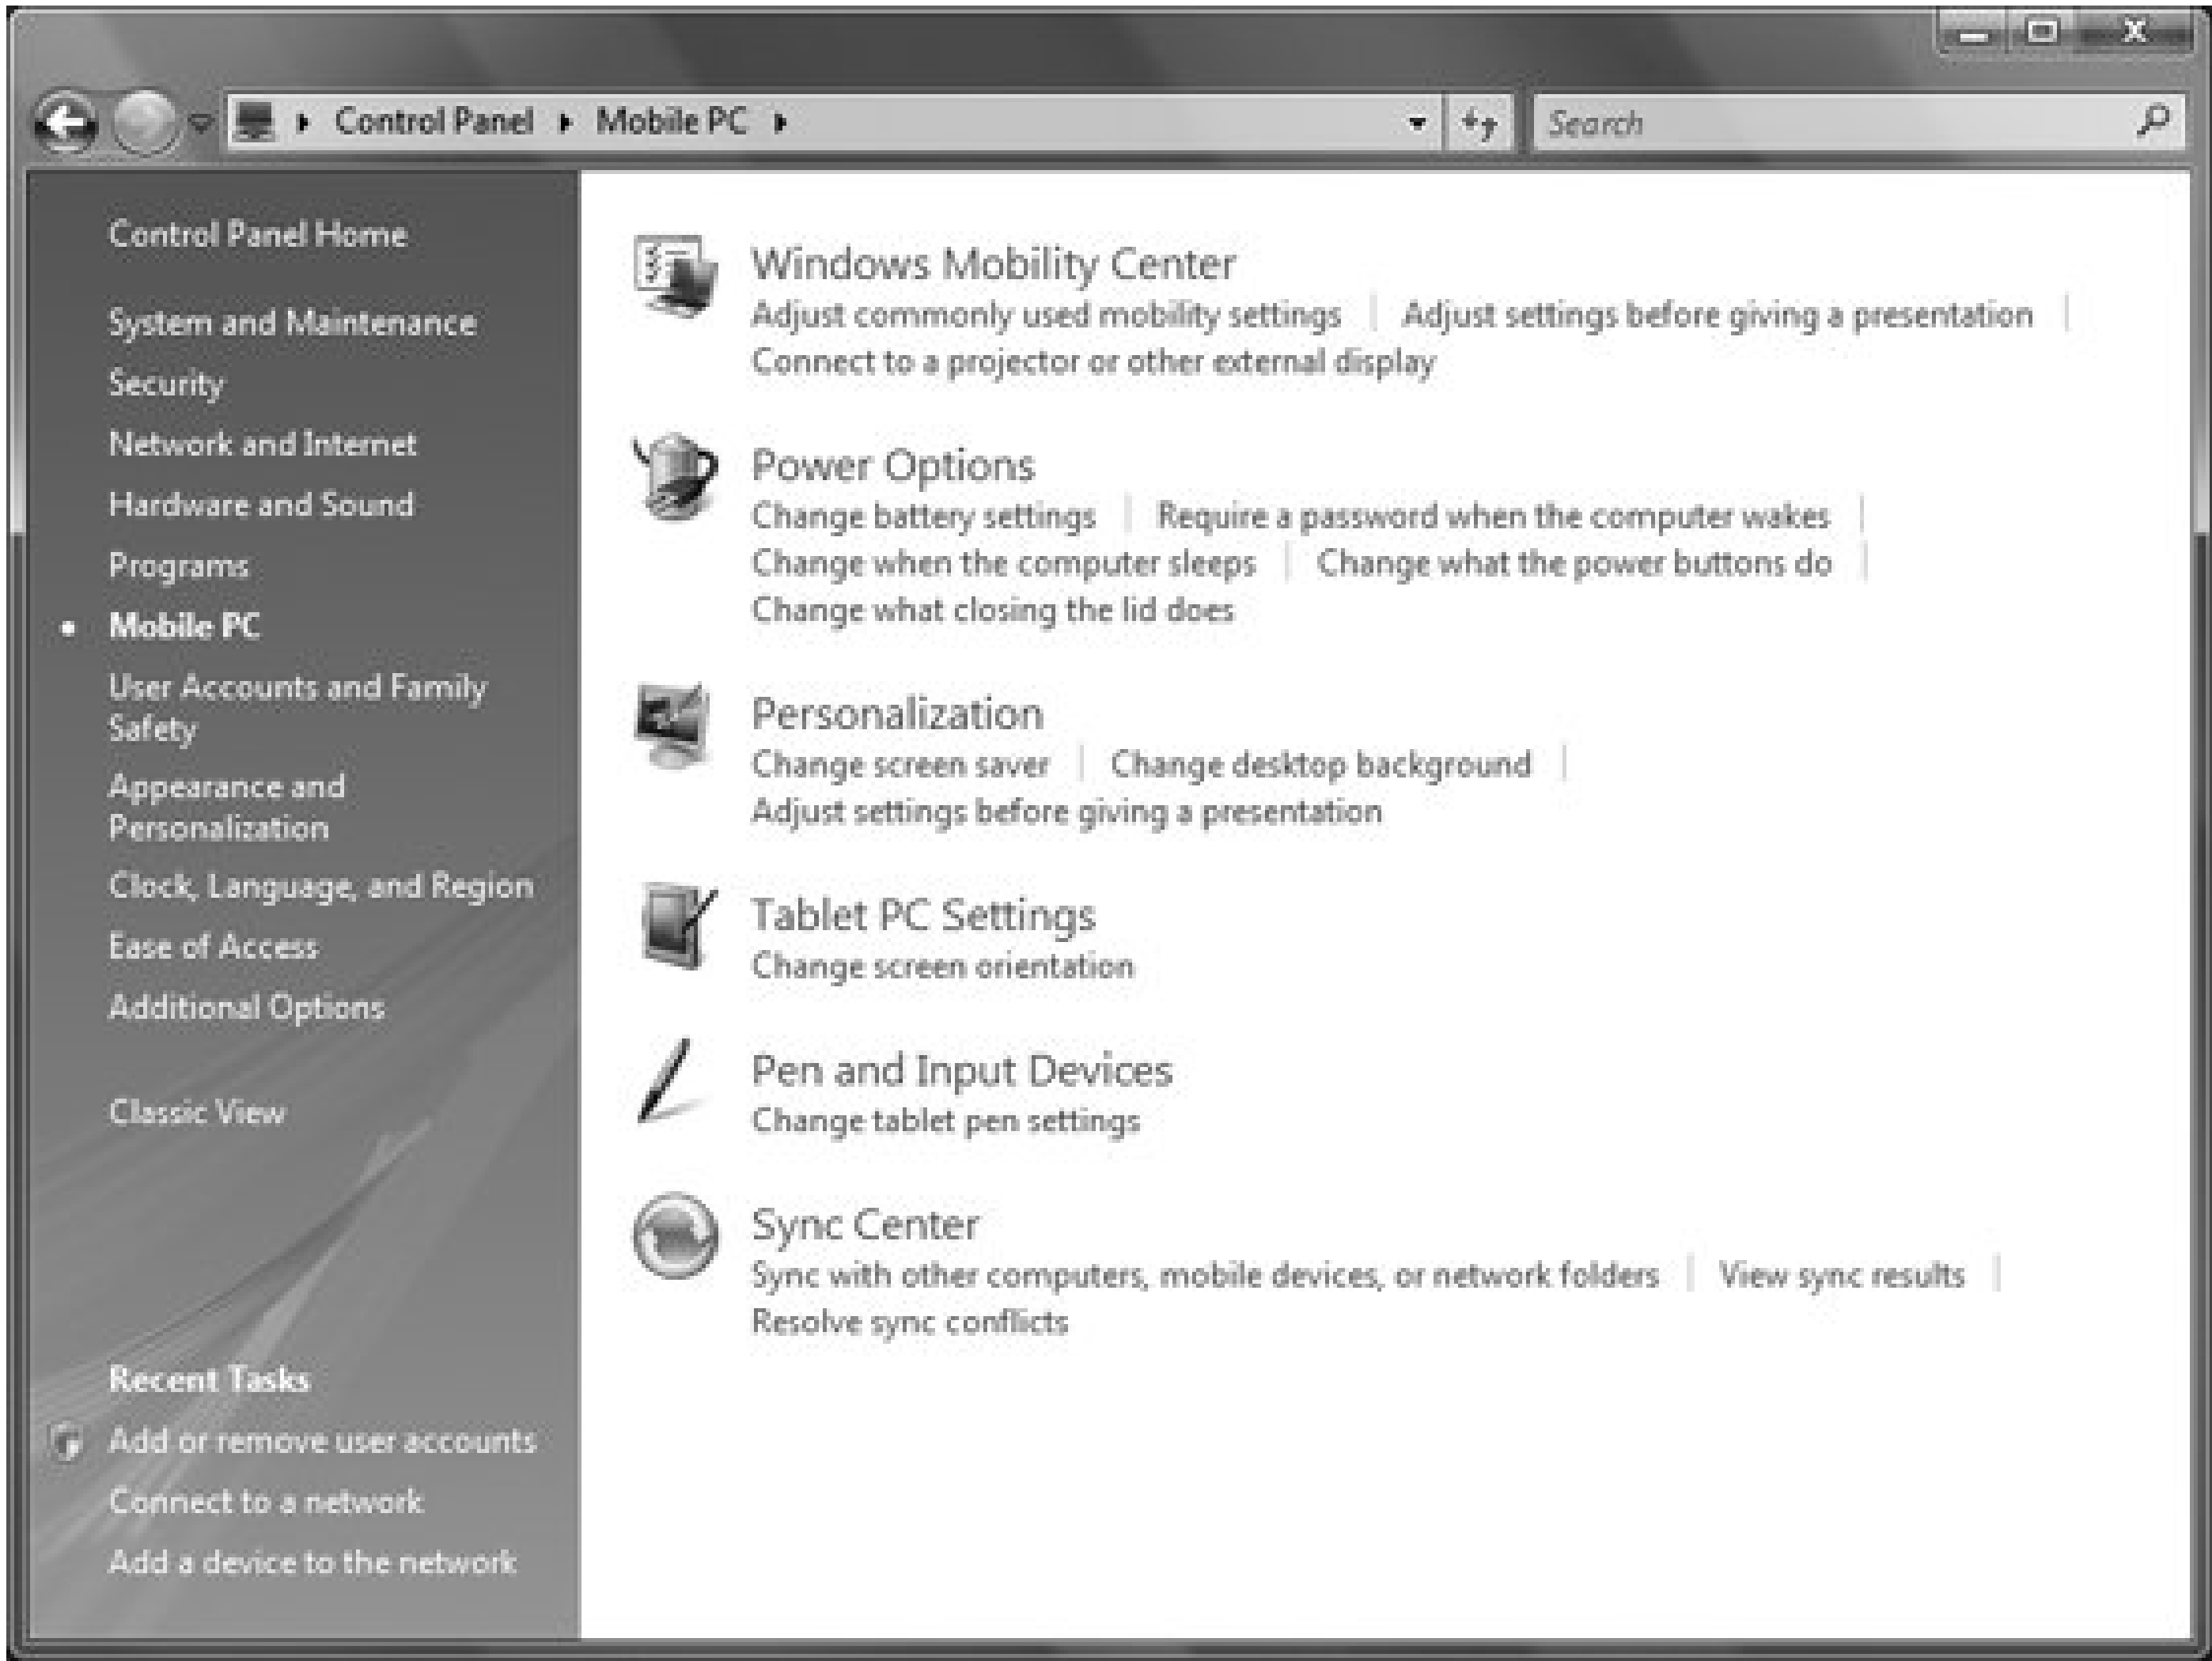 Control Panel Mobile PC
Search
Control Panel Home
System and Maintenance
Security
Network and Internet
Hardware and Sound
Programs
Mobile PC
User Accounts and Family
Safety
Appearance and
Personalization
Clock, Language, and Region
Ease of Access
Additional Options
Classic View
Recent Tasks
Add or remove user accounts
Connect to a network
Add a device to the network
Windows Mobility Center
Adjust commonly used mobility settings | Adjust settings before giving a presentation |
Connect to a projector or other external display
Power Options
Change battery settings | Require a password when the computer wakes |
Change when the computer sleeps | Change what the power buttons do |
Change what closing the lid does
Personalization
Change screen saver | Change desktop background |
Adjust settings before giving a presentation
Tablet PC Settings
Change screen orientation
Pen and Input Devices
Change tablet pen settings
Sync Center
Sync with other computers, mobile devices, or network folders | View sync results |
Resolve sync conflicts